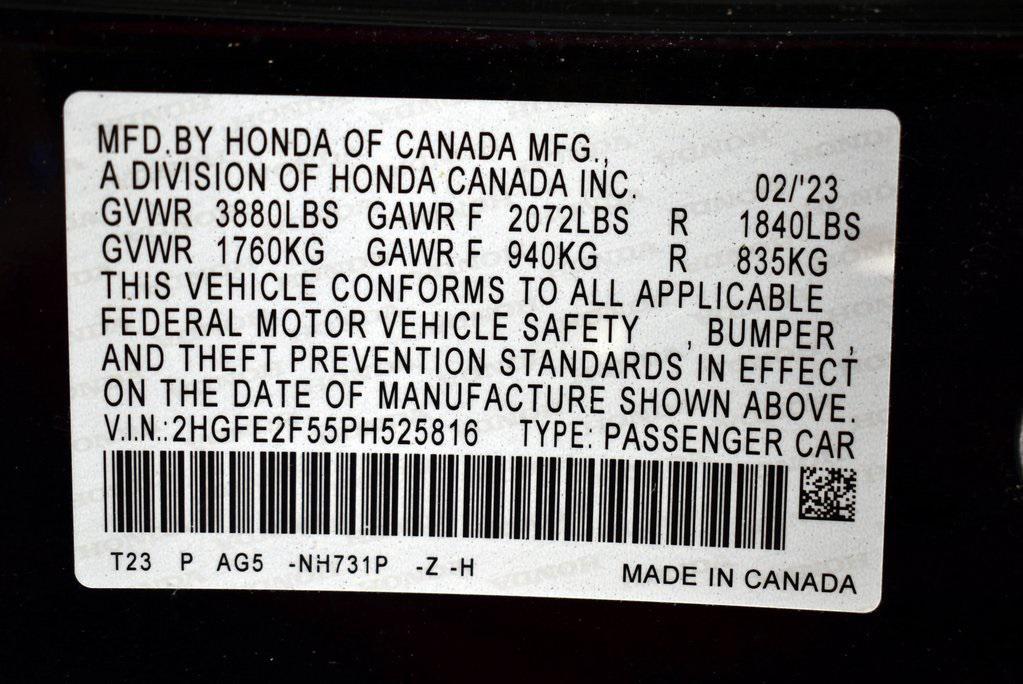 MFD.BY HONDA OF CANADA MFG.,
A DIVISION OF HONDA CANADA INC. 02/'23
GVWR 3880LBS GAWR F 2072LBS R 1840LBS
GVWR 1760KG GAWR F 940KG R 835KG
THIS VEHICLE CONFORMS TO ALL APPLICABLE
FEDERAL MOTOR VEHICLE SAFETY , BUMPER ,
AND THEFT PREVENTION STANDARDS IN EFFECT
ON THE DATE OF MANUFACTURE SHOWN ABOVE.
V.I.N.:2HGFE2F55PH525816 TYPE: PASSENGER CAR
T23 P AG5 -NH731P -Z -H
MADE IN CANADA